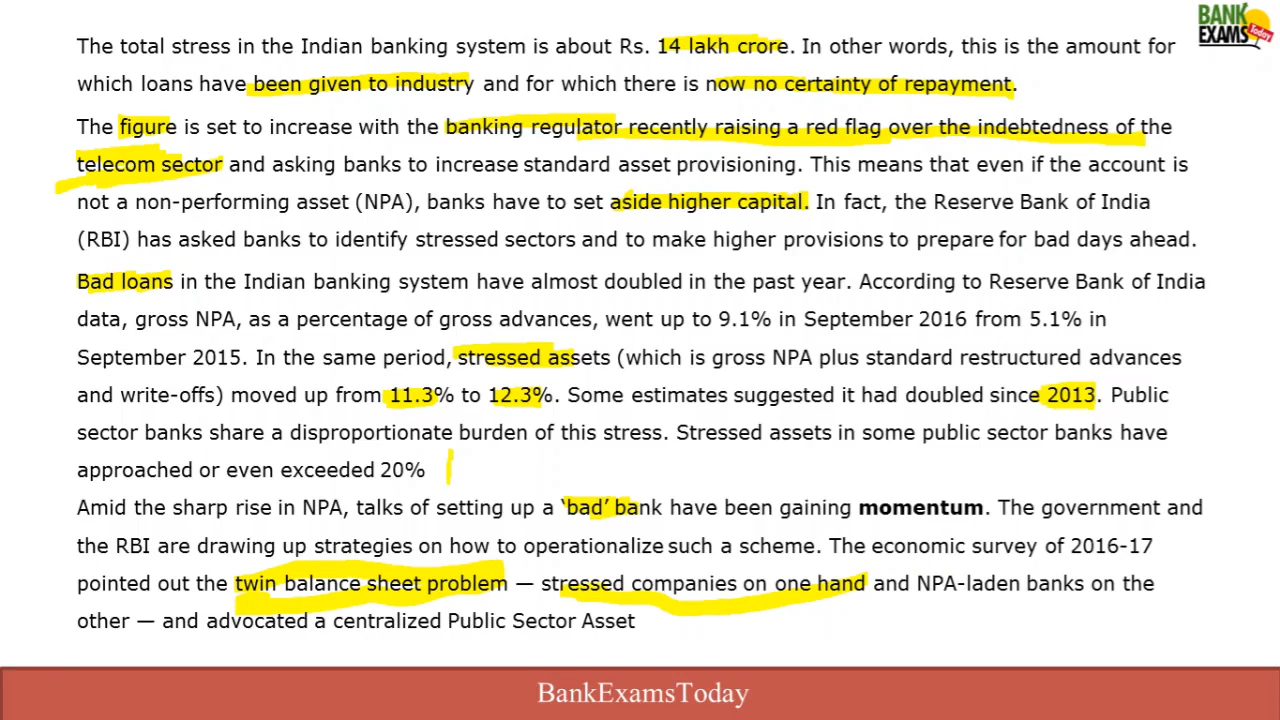 BANK
EXAMS Today
The total stress in the Indian banking system is about Rs. 14 lakh crore. In other words, this is the amount for
which loans have been given to industry and for which there is now no certainty of repayment.
The figure is set to increase with the banking regulator recently raising a red flag over the indebtedness of the
telecom sector and asking banks to increase standard asset provisioning. This means that even if the account is
not a non-performing asset (NPA), banks have to set aside higher capital. In fact, the Reserve Bank of India
(RBI) has asked banks to identify stressed sectors and to make higher provisions to prepare for bad days ahead.
Bad loans in the Indian banking system have almost doubled in the past year. According to Reserve Bank of India
data, gross NPA, as a percentage of gross advances, went up to 9.1% in September 2016 from 5.1% in
September 2015. In the same period, stressed assets (which is gross NPA plus standard restructured advances
and write-offs) moved up from 11.3% to 12.3%. Some estimates suggested it had doubled since 2013. Public
sector banks share a disproportionate burden of this stress. Stressed assets in some public sector banks have
approached or even exceeded 20%
Amid the sharp rise in NPA, talks of setting up a ‘bad’ bank have been gaining momentum. The government and
the RBI are drawing up strategies on how to operationalize such a scheme. The economic survey of 2016-17
pointed out the twin balance sheet problem — stressed companies on one hand and NPA-laden banks on the
other — and advocated a centralized Public Sector Asset
BankExamsToday